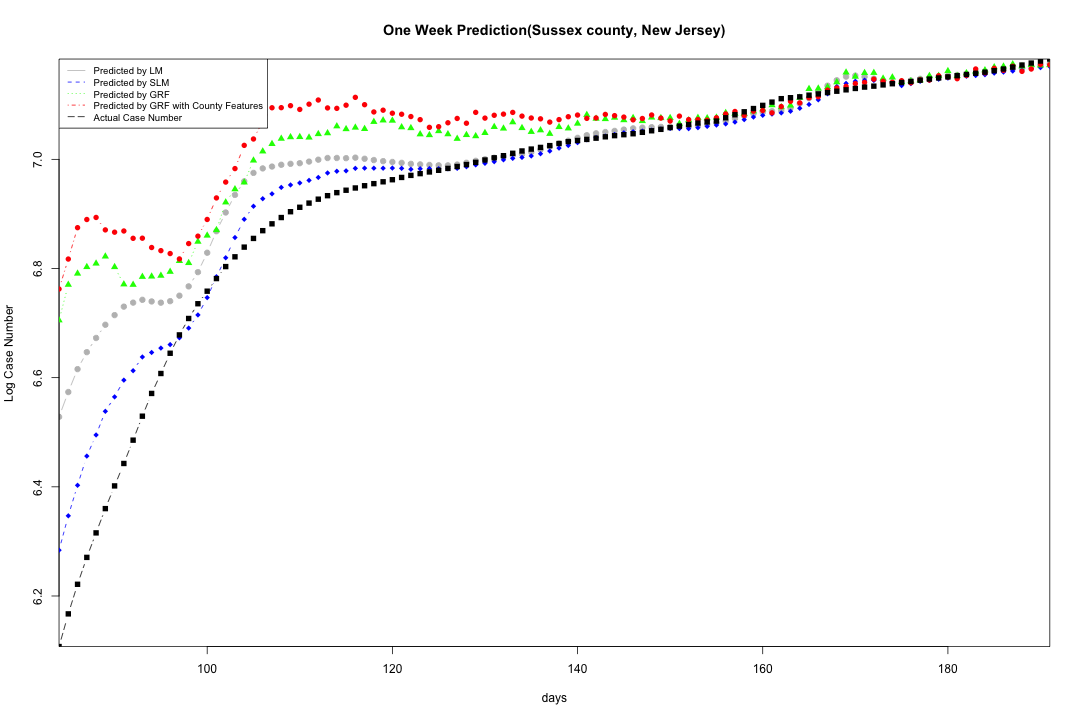 One Week Prediction(Sussex county, New Jersey)
Predicted by LM
Predicted by SLM
Predicted by GRF
Predicted by GRF with County Features
Actual Case Number
Log Case Number
7.0
6.8
6.6
6.4
6.2
100 120 140 160 180
days